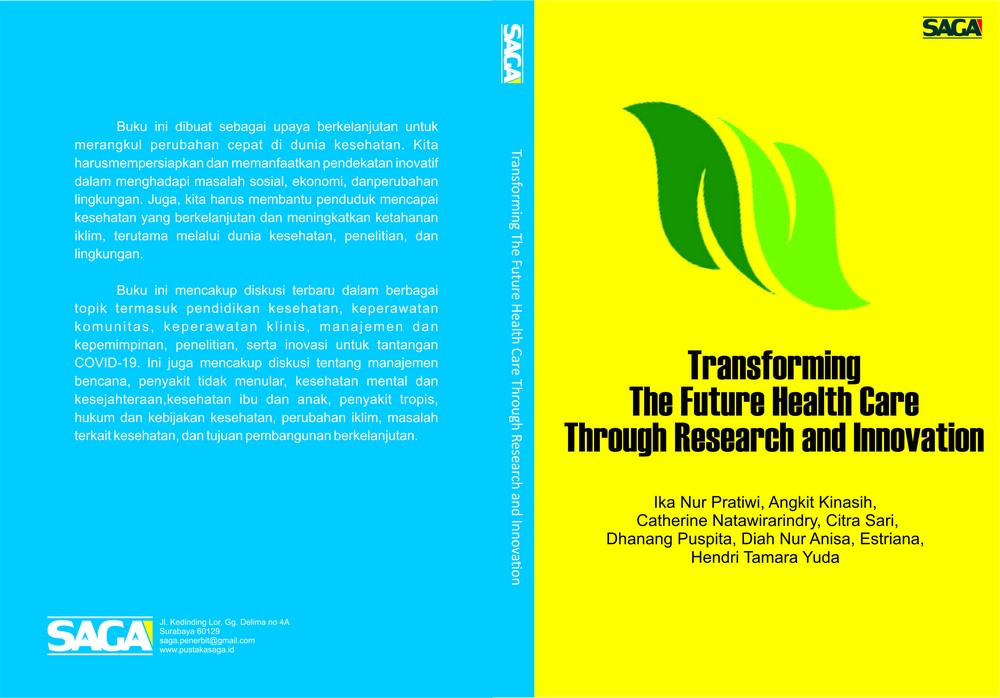 Buku ini dibuat sebagai upaya berkelanjutan untuk
merangkul perubahan cepat di dunia kesehatan. Kita
harusmempersiapkan dan memanfaatkan pendekatan inovatif
dalam menghadapi masalah sosial, ekonomi, danperubahan
lingkungan. Juga, kita harus membantu penduduk mencapai
kesehatan yang berkelanjutan dan meningkatkan ketahanan
iklim, terutama melalui dunia kesehatan, penelitian, dan
lingkungan.
Buku ini mencakup diskusi terbaru dalam berbagai
topik termasuk pendidikan kesehatan, keperawatan
komunitas, keperawatan klinis, manajemen dan
kepemimpinan, penelitian, serta inovasi untuk tantangan
COVID-19. Ini juga mencakup diskusi tentang manajemen
bencana, penyakit tidak menular, kesehatan mental dan
kesejahteraan,kesehatan ibu dan anak, penyakit tropis,
hukum dan kebijakan kesehatan, perubahan iklim, masalah
terkait kesehatan, dan tujuan pembangunan berkelanjutan.
SAGA
Jl. Kedinding Lor, Gg. Delima no 4A
Surabaya 60129
saga.penerbit@gmail.com
www.pustakasaga.id
SAGA
Transforming The Future Health Care Through Research and Innovation
SAGA
Transforming
The Future Health Care
Through Research and Innovation
Ika Nur Pratiwi, Angkit Kinasih,
Catherine Natawirarindry, Citra Sari,
Dhanang Puspita, Diah Nur Anisa, Estriana,
Hendri Tamara Yuda